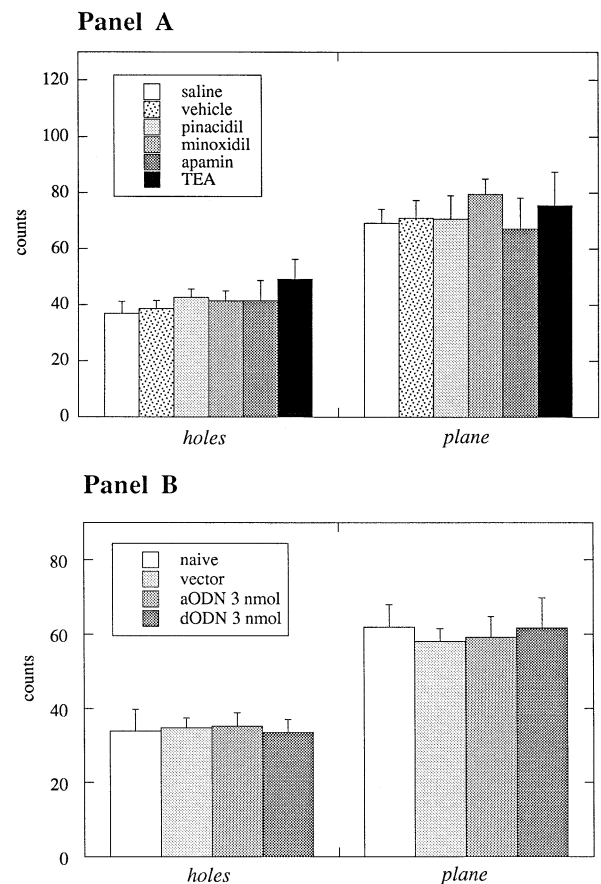 Panel A
120
100
80
60
40
20
0
counts
saline
vehicle
pinacidil
minoxidil
apamin
TEA
holes plane
Panel B
80
60
40
20
0
counts
naive
vector
aODN 3 nmol
dODN 3 nmol
holes plane